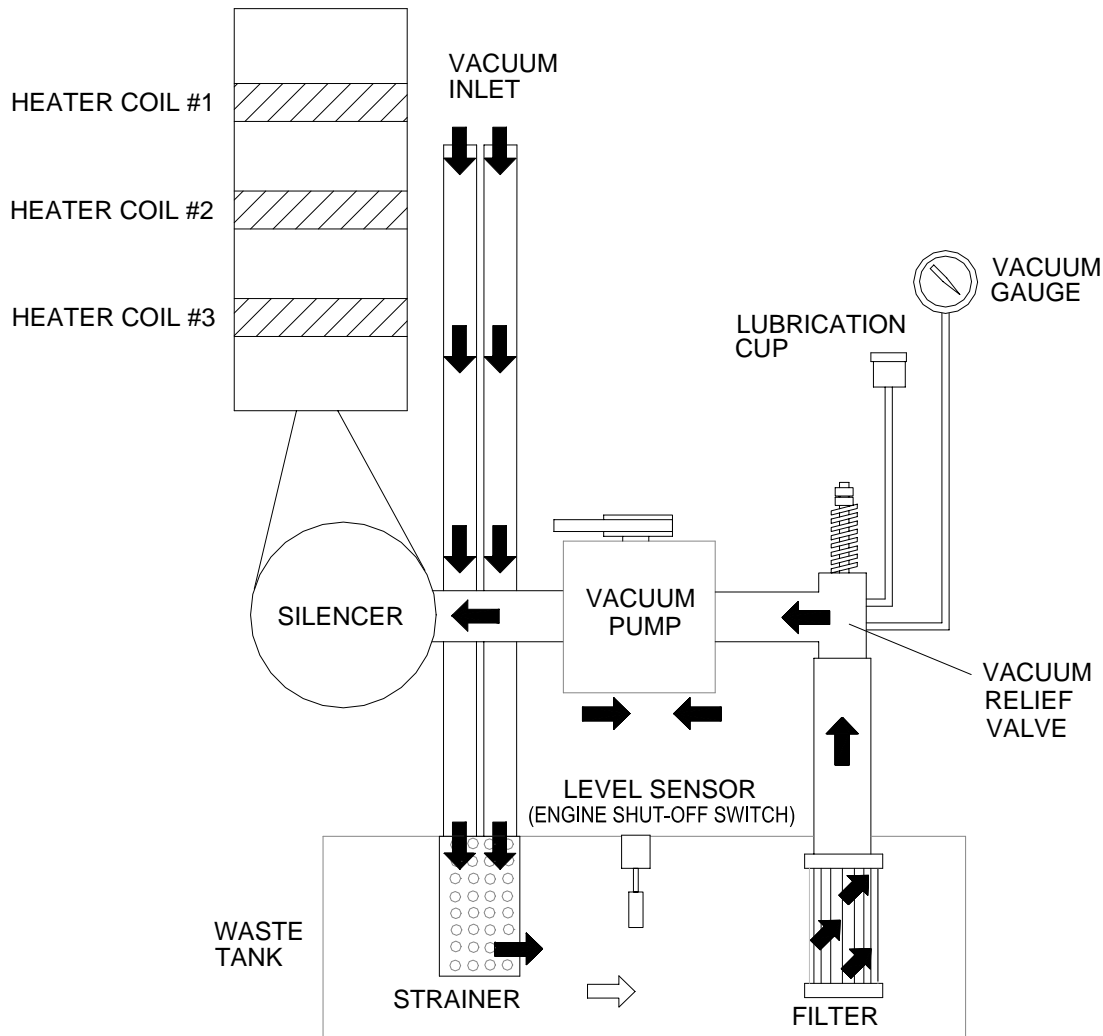 HEATER COIL #1
HEATER COIL #2
HEATER COIL #3
VACUUM
INLET
VACUUM
GAUGE
LUBRICATION
CUP
SILENCER
VACUUM
PUMP
VACUUM
RELIEF
VALVE
LEVEL SENSOR
(ENGINE SHUT-OFF SWITCH)
WASTE
TANK
STRAINER
FILTER